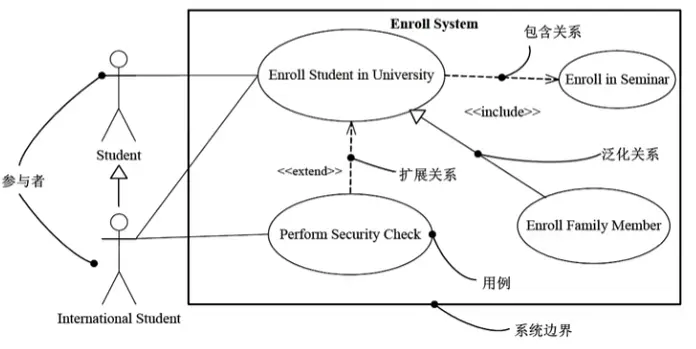 Enroll System
包含关系
Enroll Student in University
Enroll in Seminar
<<include>>
Student
参与者
<<extend>>
扩展关系
泛化关系
Perform Security Check
Enroll Family Member
用例
International Student
系统边界